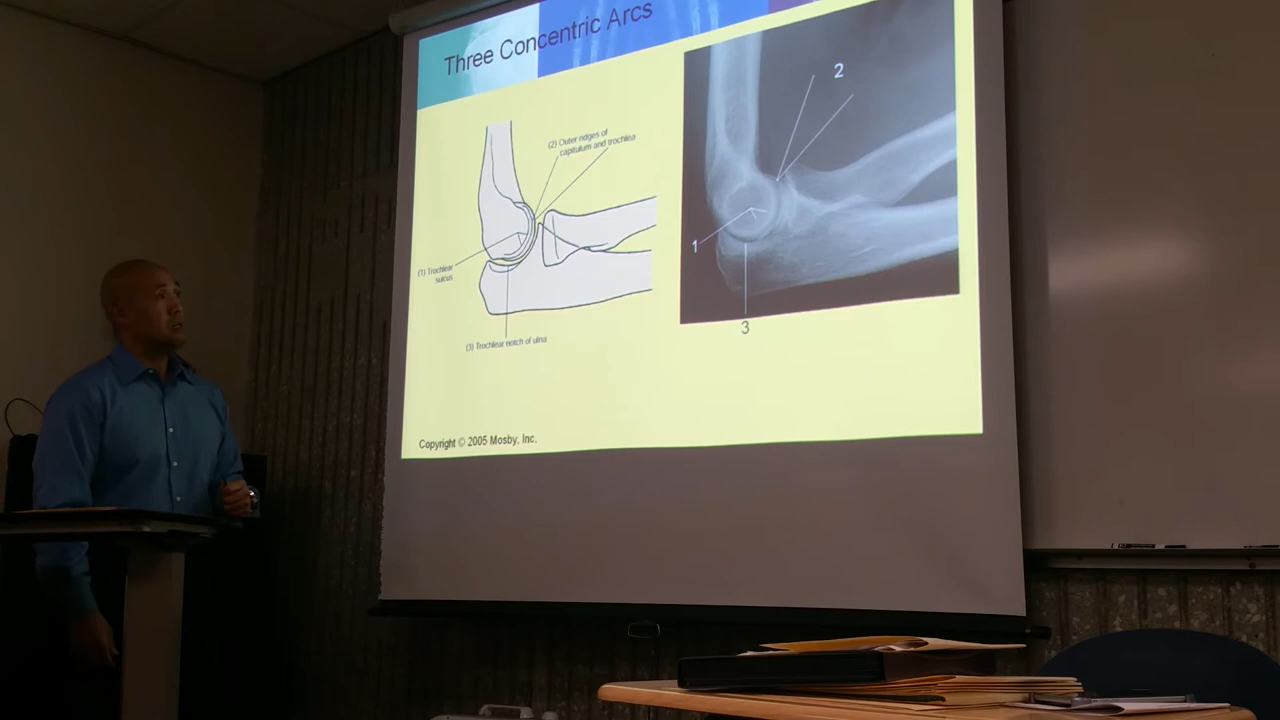 Three Concentric Arcs
(2) Outer ridges of
capitulum and trochlea
(1) Trochlear
sulcus
(3) Trochlear notch of ulna
2
1
3
Copyright © 2005 Mosby, Inc.